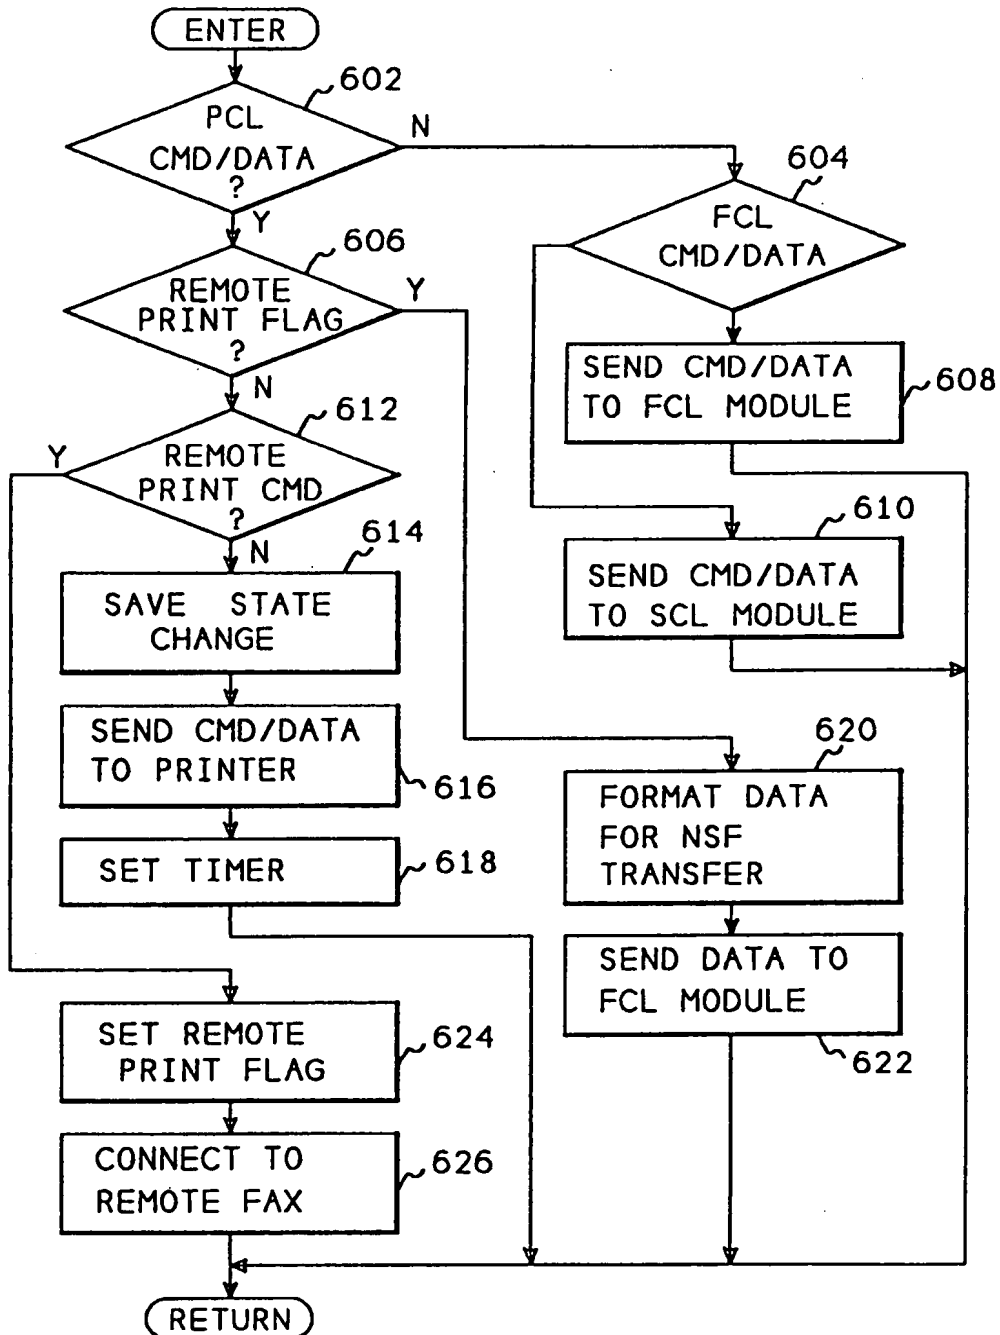 ENTER
602
PCL
CMD/DATA
?
N
Y
604
FCL
CMD/DATA
606
REMOTE
PRINT FLAG
?
Y
N
SEND CMD/DATA
TO FCL MODULE
608
612
REMOTE
PRINT CMD
?
Y
N
610
SEND CMD/DATA
TO SCL MODULE
614
SAVE STATE
CHANGE
SEND CMD/DATA
TO PRINTER
616
SET TIMER
618
620
FORMAT DATA
FOR NSF
TRANSFER
SEND DATA TO
FCL MODULE
622
SET REMOTE
PRINT FLAG
624
CONNECT TO
REMOTE FAX
626
RETURN